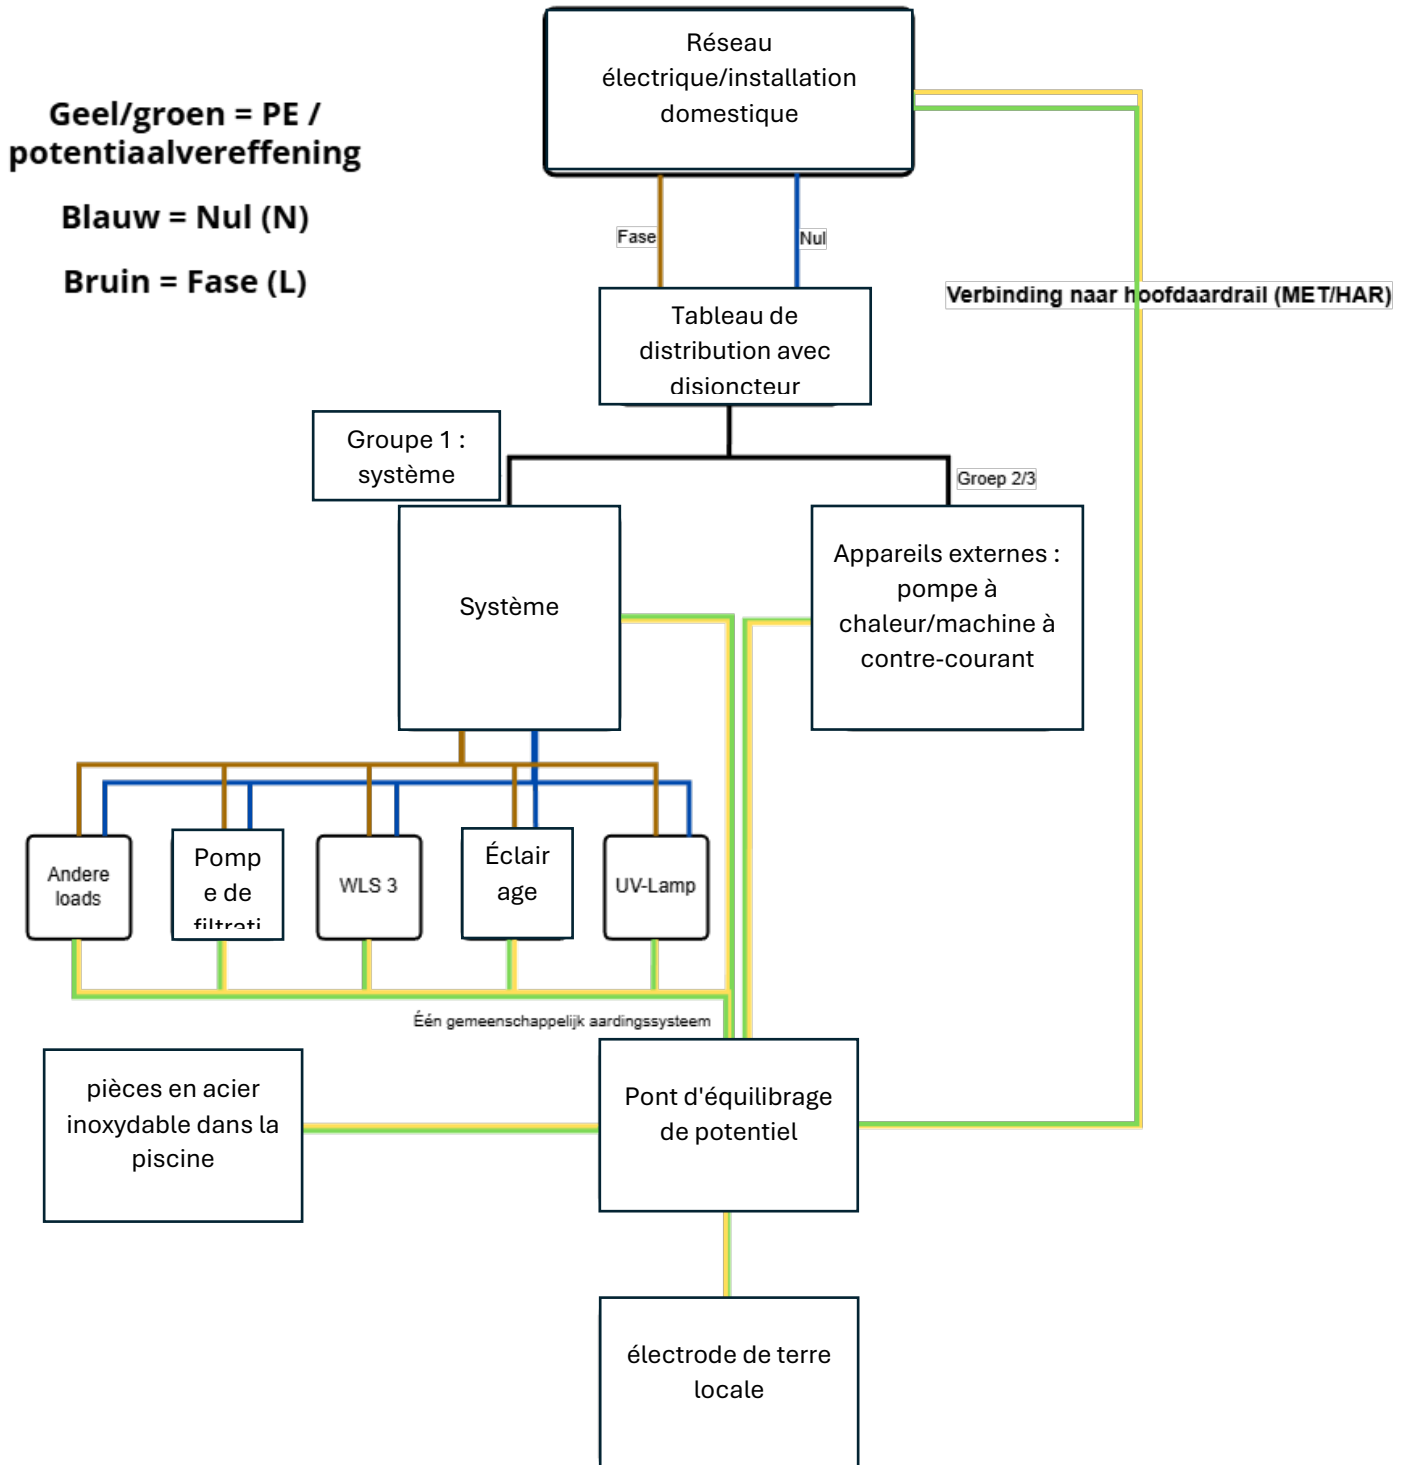 Réseau
électrique/installation
domestique
Geel/groen = PE /
potentiaalvereffening
Blauw = Nul (N)
Bruin = Fase (L)
Fase
Nul
Verbinding naar hoofdaardrail (MET/HAR)
Tableau de
distribution avec
disjoncteur
Groupe 1 :
système
Groep 2/3
Système
Appareils externes :
pompe à
chaleur/machine à
contre-courant
Andere
loads
Pomp
e de
filtrati
WLS 3
Éclair
age
UV-Lamp
Één gemeenschappelijk aardingssysteem
pièces en acier
inoxydable dans la
piscine
Pont d'équilibrage
de potentiel
électrode de terre
locale